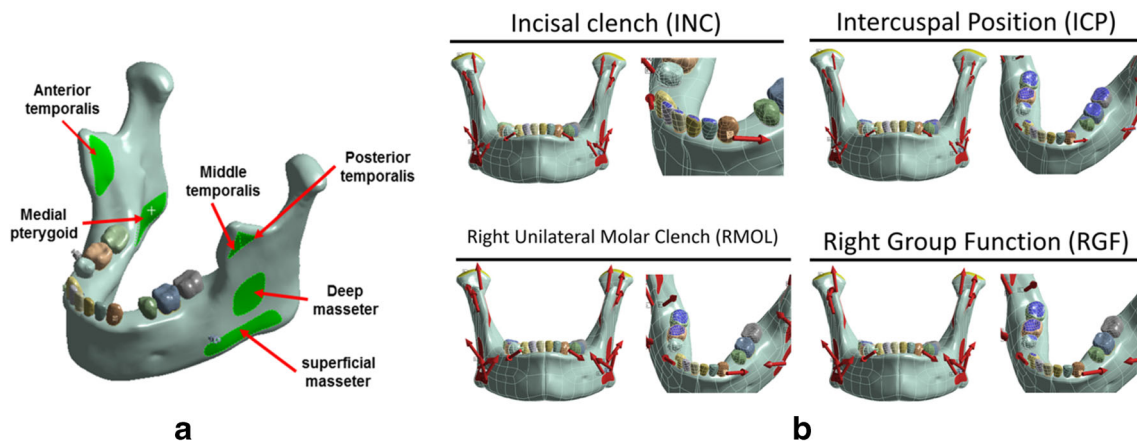 Anterior
temporalis
Medial
pterygoid
Middle
temporalis
Posterior
temporalis
Deep
masseter
superficial
masseter
a
Incisal clench (INC)
Intercuspal Position (ICP)
Right Unilateral Molar Clench (RMOL)
Right Group Function (RGF)
b